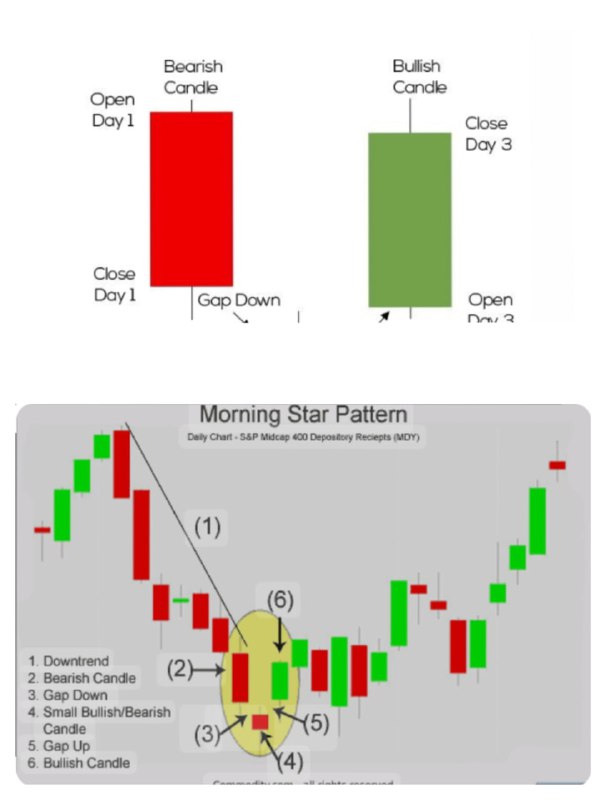 Bearish
Candle
Bullish
Candle
Open
Day 1
Close
Day 3
Close
Day 1
Gap Down
Open
Day 3
Morning Star Pattern
Daily Chart - S&P Midcap 400 Depository Reciepts (MDY)
(1)
(6)
(2)
(3)
(5)
(4)
1. Downtrend
2. Bearish Candle
3. Gap Down
4. Small Bullish/Bearish
Candle
5. Gap Up
6. Bullish Candle
Commodity.com - all rights reserved